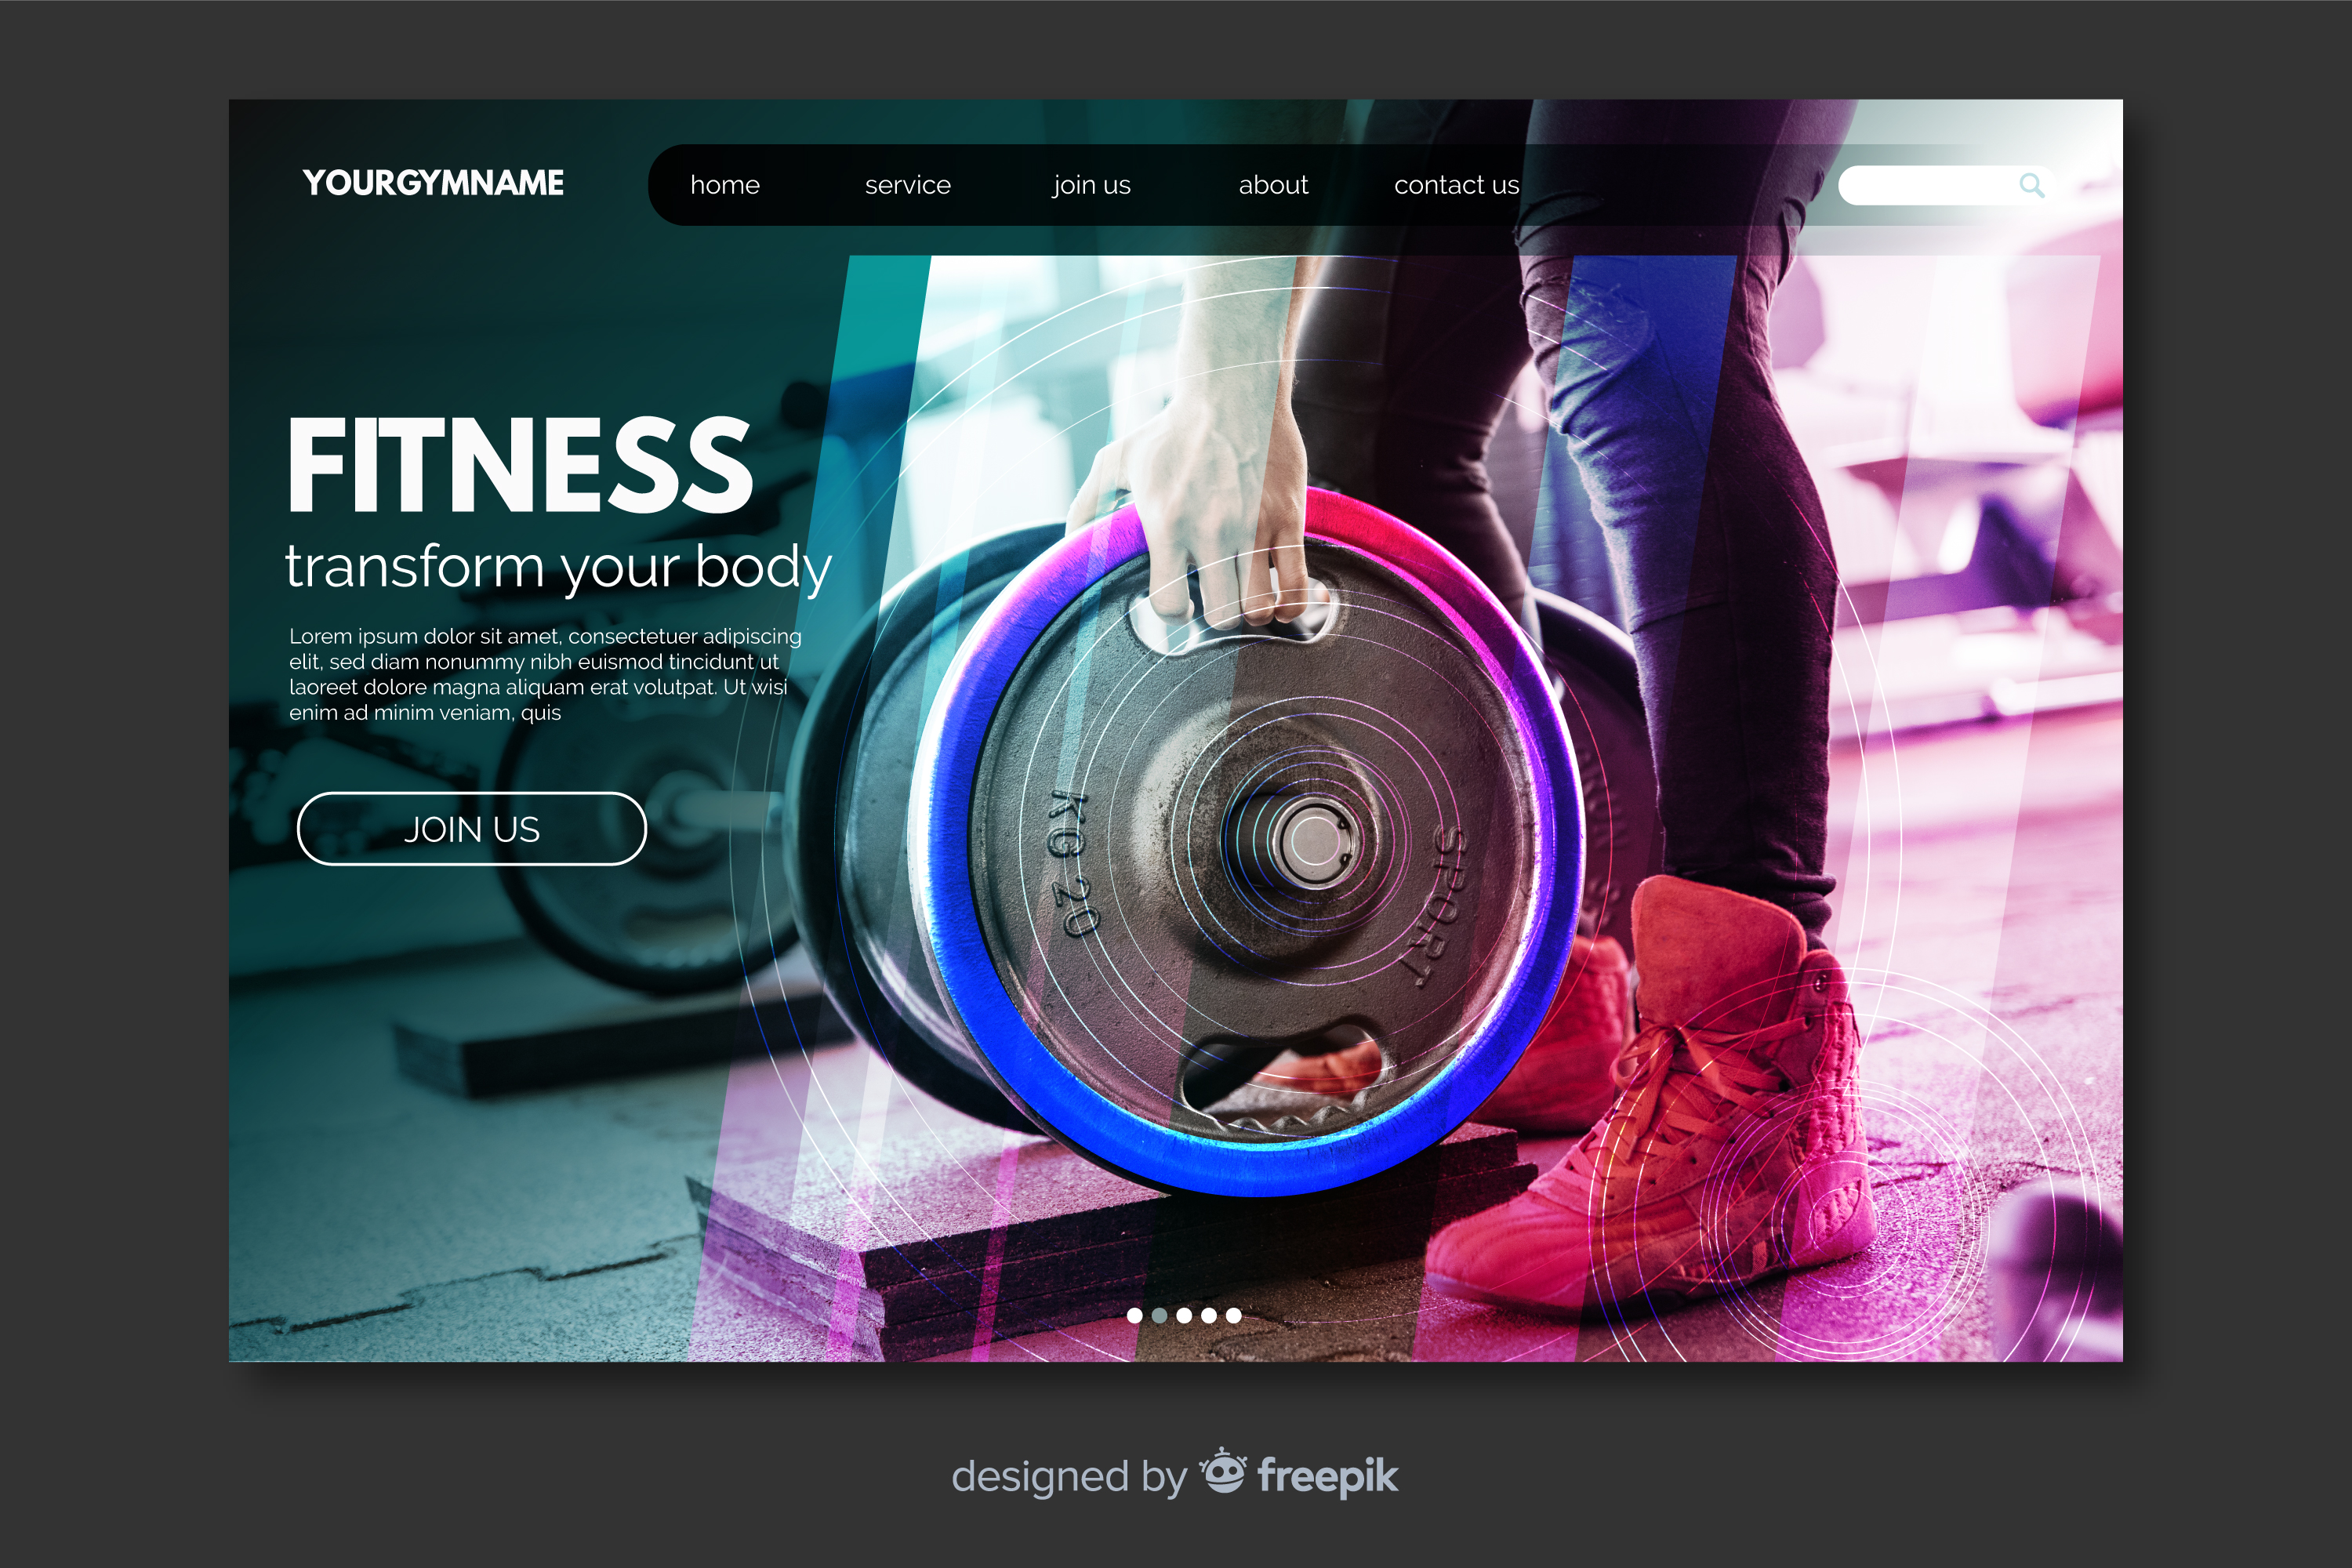 YOURGYMNAME
home service join us about contact us
FITNESS
transform your body
Lorem ipsum dolor sit amet, consectetuer adipiscing
elit, sed diam nonummy nibh euismod tincidunt ut
laoreet dolore magna aliquam erat volutpat. Ut wisi
enim ad minim veniam, quis
JOIN US
KG 20
SPORT
designed by freepik